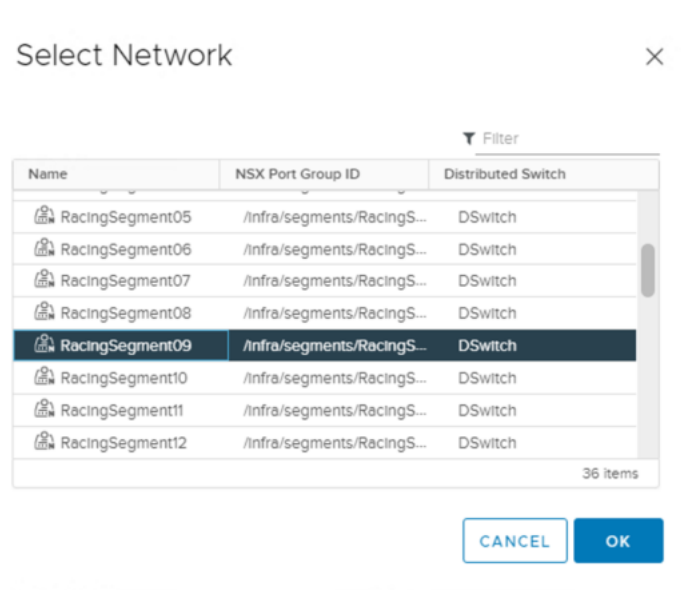 Select Network
Filter
Name NSX Port Group ID Distributed Switch
RacingSegment05 /infra/segments/RacingS... DSwitch
RacingSegment06 /infra/segments/RacingS... DSwitch
RacingSegment07 /infra/segments/RacingS... DSwitch
RacingSegment08 /infra/segments/RacingS... DSwitch
RacingSegment09 /infra/segments/RacingS... DSwitch
RacingSegment10 /infra/segments/RacingS... DSwitch
RacingSegment11 /infra/segments/RacingS... DSwitch
RacingSegment12 /infra/segments/RacingS... DSwitch
36 items
CANCEL OK